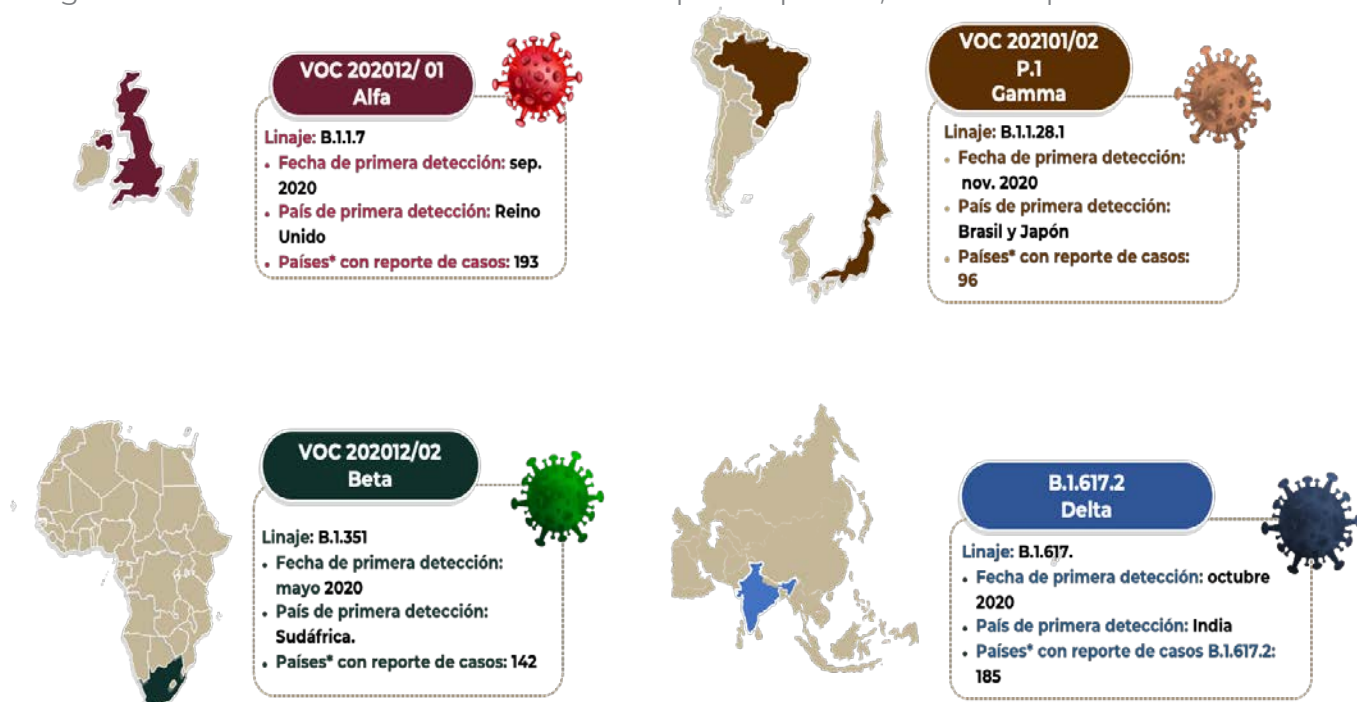 VOC 202012/ 01
Alfa
Linaje: B.1.1.7
• Fecha de primera detección: sep.
2020
• País de primera detección: Reino
Unido
• Países* con reporte de casos: 193
VOC 202101/02
P.1
Gamma
Linaje: B.1.1.28.1
• Fecha de primera detección:
nov. 2020
• País de primera detección:
Brasil y Japón
• Países* con reporte de casos:
96
VOC 202012/02
Beta
Linaje: B.1.351
• Fecha de primera detección:
mayo 2020
• País de primera detección:
Sudáfrica.
• Países* con reporte de casos: 142
B.1.617.2
Delta
Linaje: B.1.617.
• Fecha de primera detección: octubre
2020
• País de primera detección: India
• Países* con reporte de casos B.1.617.2:
185